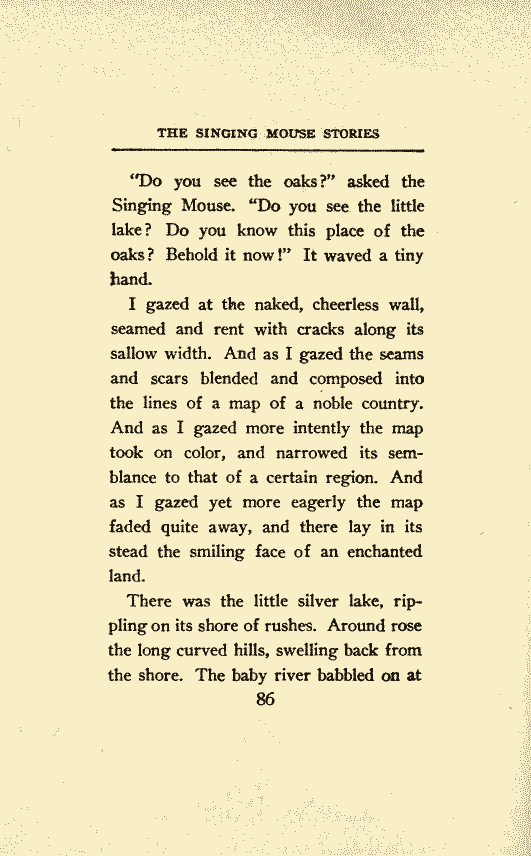 THE SINGING MOUSE STORIES
"Do you see the oaks?" asked the
Singing Mouse. "Do you see the little
lake? Do you know this place of the
oaks? Behold it now!" It waved a tiny
hand.
I gazed at the naked, cheerless wall,
seamed and rent with cracks along its
sallow width. And as I gazed the seams
and scars blended and composed into
the lines of a map of a noble country.
And as I gazed more intently the map
took on color, and narrowed its sem-
blance to that of a certain region. And
as I gazed yet more eagerly the map
faded quite away, and there lay in its
stead the smiling face of an enchanted
land.
There was the little silver lake, rip-
pling on its shore of rushes. Around rose
the long curved hills, swelling back from
the shore. The baby river babbled on at
86